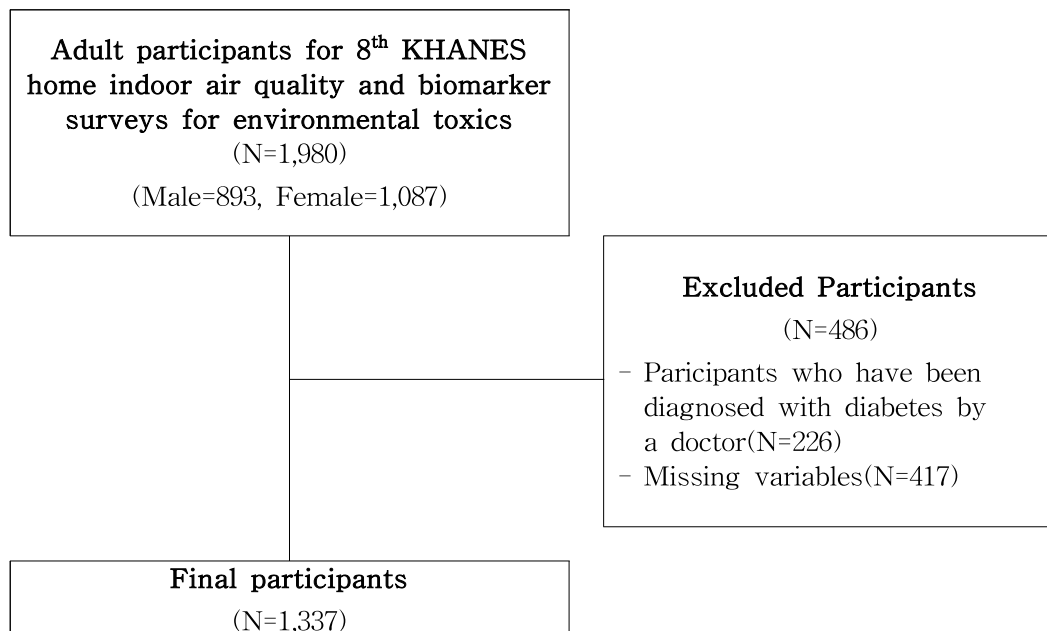 Adult participants for 8th KHANES
home indoor air quality and biomarker
surveys for environmental toxics
(N=1,980)
(Male=893, Female=1,087)
Excluded Participants
(N=486)
- Paricipants who have been
diagnosed with diabetes by
a doctor(N=226)
- Missing variables(N=417)
Final participants
(N=1,337)